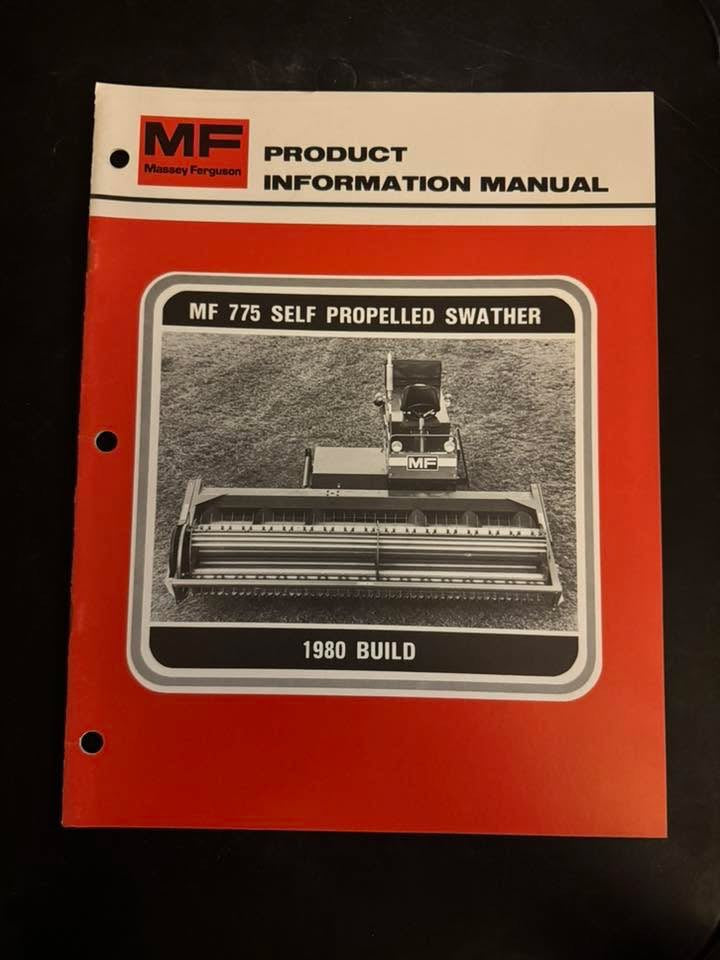 MF
Massey Ferguson
PRODUCT
INFORMATION MANUAL
MF 775 SELF PROPELLED SWATHER
MF
1980 BUILD